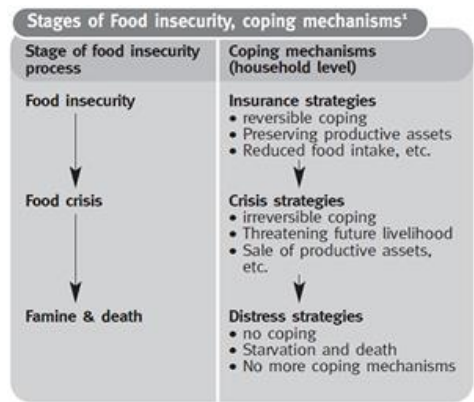 Stages of Food insecurity, coping mechanisms¹
Stage of food insecurity
process
Coping mechanisms
(household level)
Food insecurity
Insurance strategies
• reversible coping
• Preserving productive assets
• Reduced food intake, etc.
Food crisis
Crisis strategies
• irreversible coping
• Threatening future livelihood
• Sale of productive assets,
etc.
Famine & death
Distress strategies
• no coping
• Starvation and death
• No more coping mechanisms